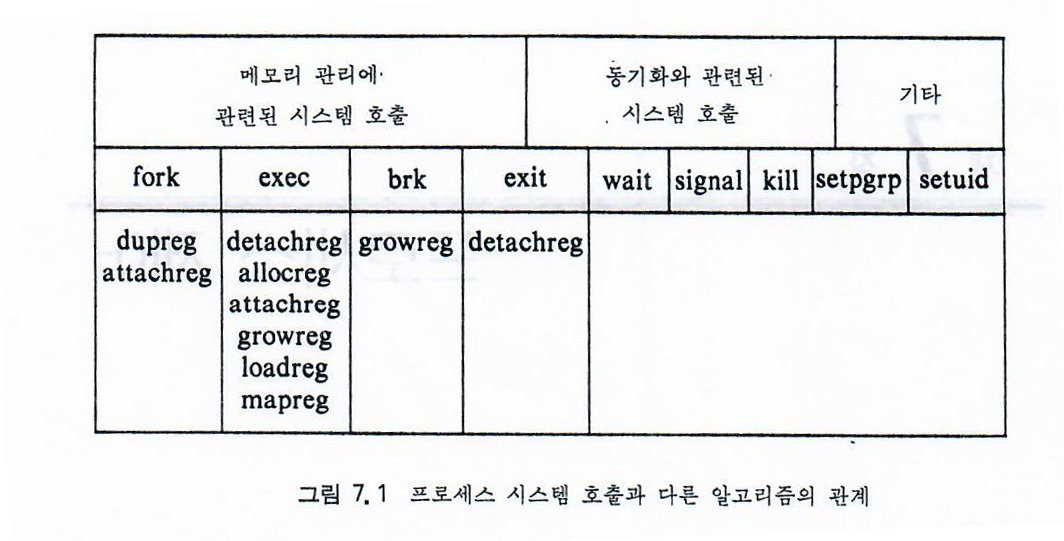 메모리 관리에
관련된 시스템 호출
동기화와 관련된
시스템 호출
기타
fork exec brk exit wait signal kill setpgrp setuid
dupreg detachreg growreg detachreg
attachreg allocreg
attachreg
growreg
loadreg
mapreg
그림 7.1 프로세스 시스템 호출과 다른 알고리즘의 관계